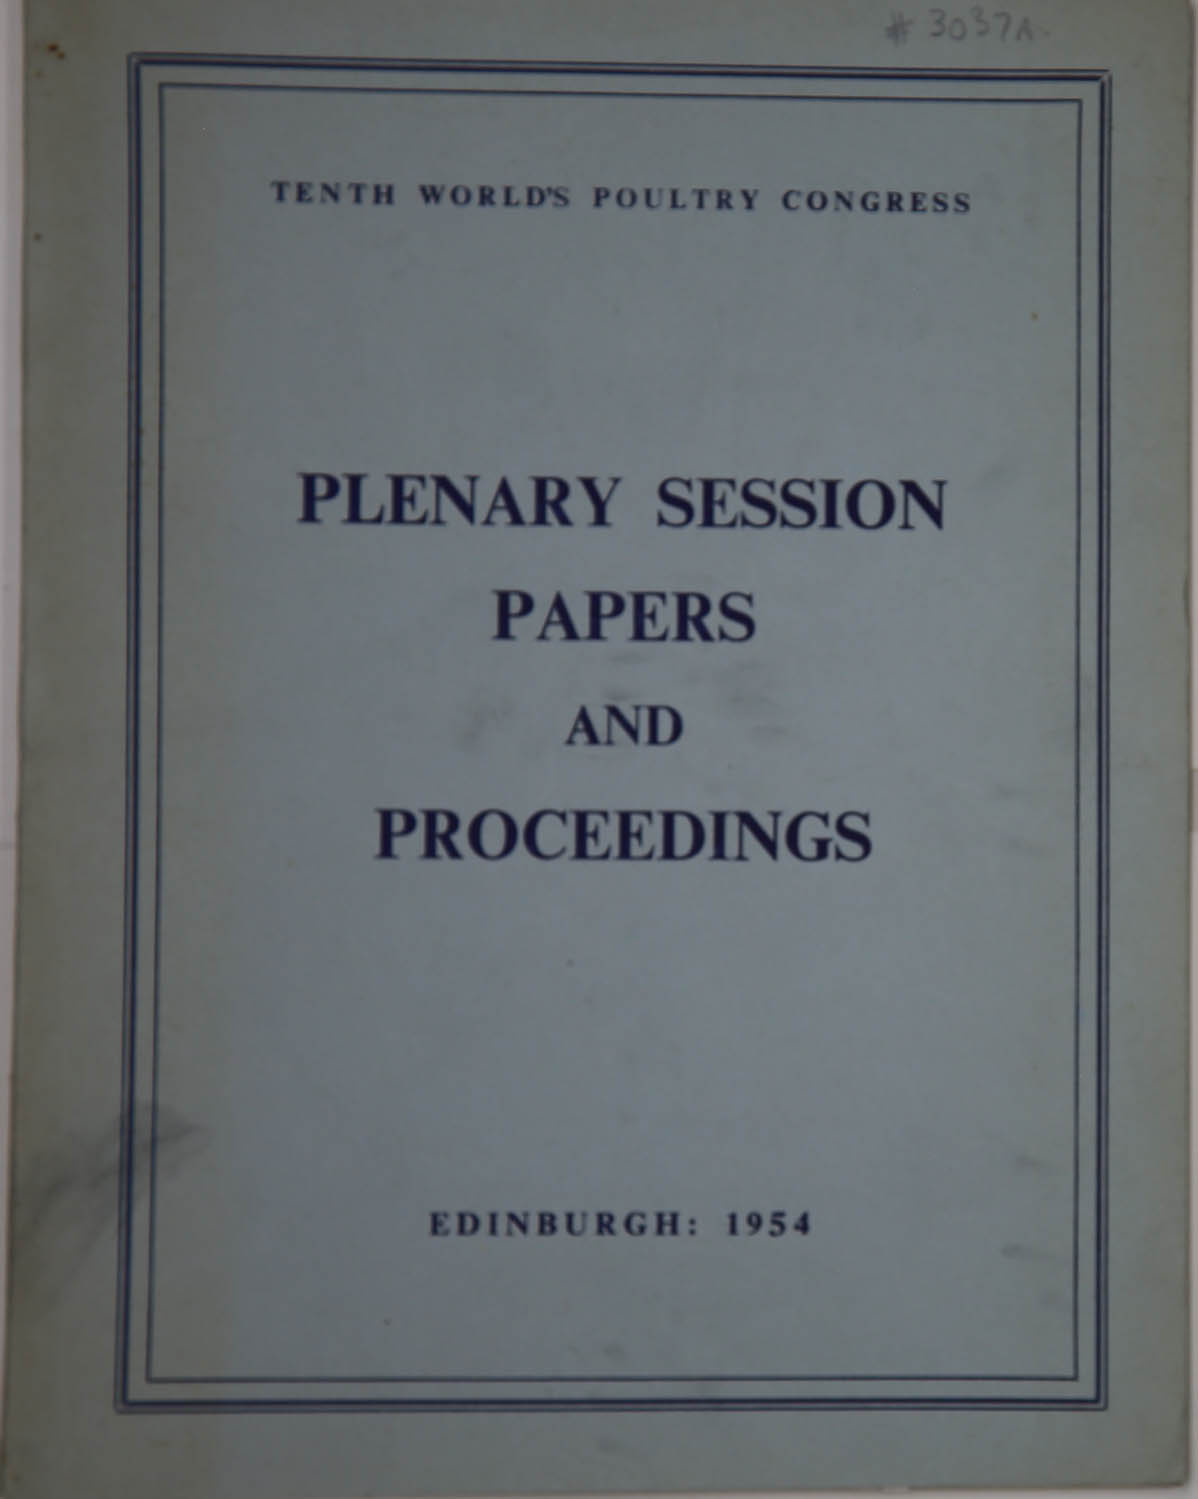 # 3037A.
TENTH WORLD'S POULTRY CONGRESS
PLENARY SESSION
PAPERS
AND
PROCEEDINGS
EDINBURGH: 1954